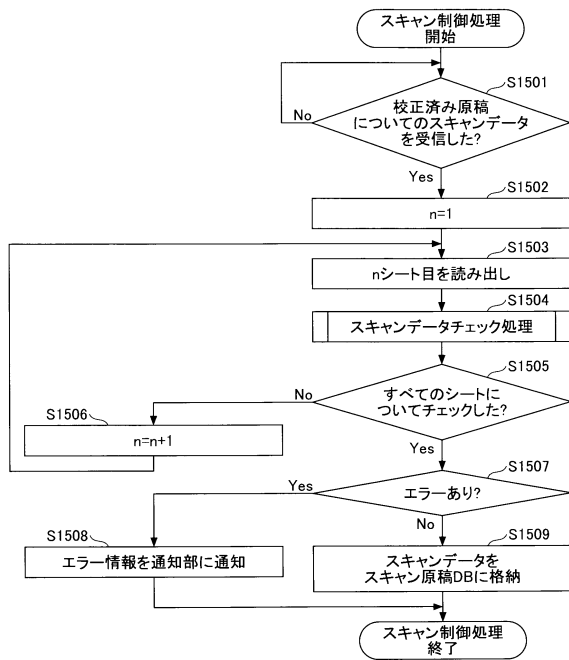 スキャン制御処理
開始
S1501
校正済み原稿
についてのスキャンデータ
を受信した?
No
Yes
S1502
n=1
S1503
nシート目を読み出し
S1504
スキャンデータチェック処理
S1505
すべてのシートに
ついてチェックした?
No
S1506
n=n+1
Yes
S1507
エラーあり?
Yes
No
S1508
エラー情報を通知部に通知
S1509
スキャンデータを
スキャン原稿DBに格納
スキャン制御処理
終了